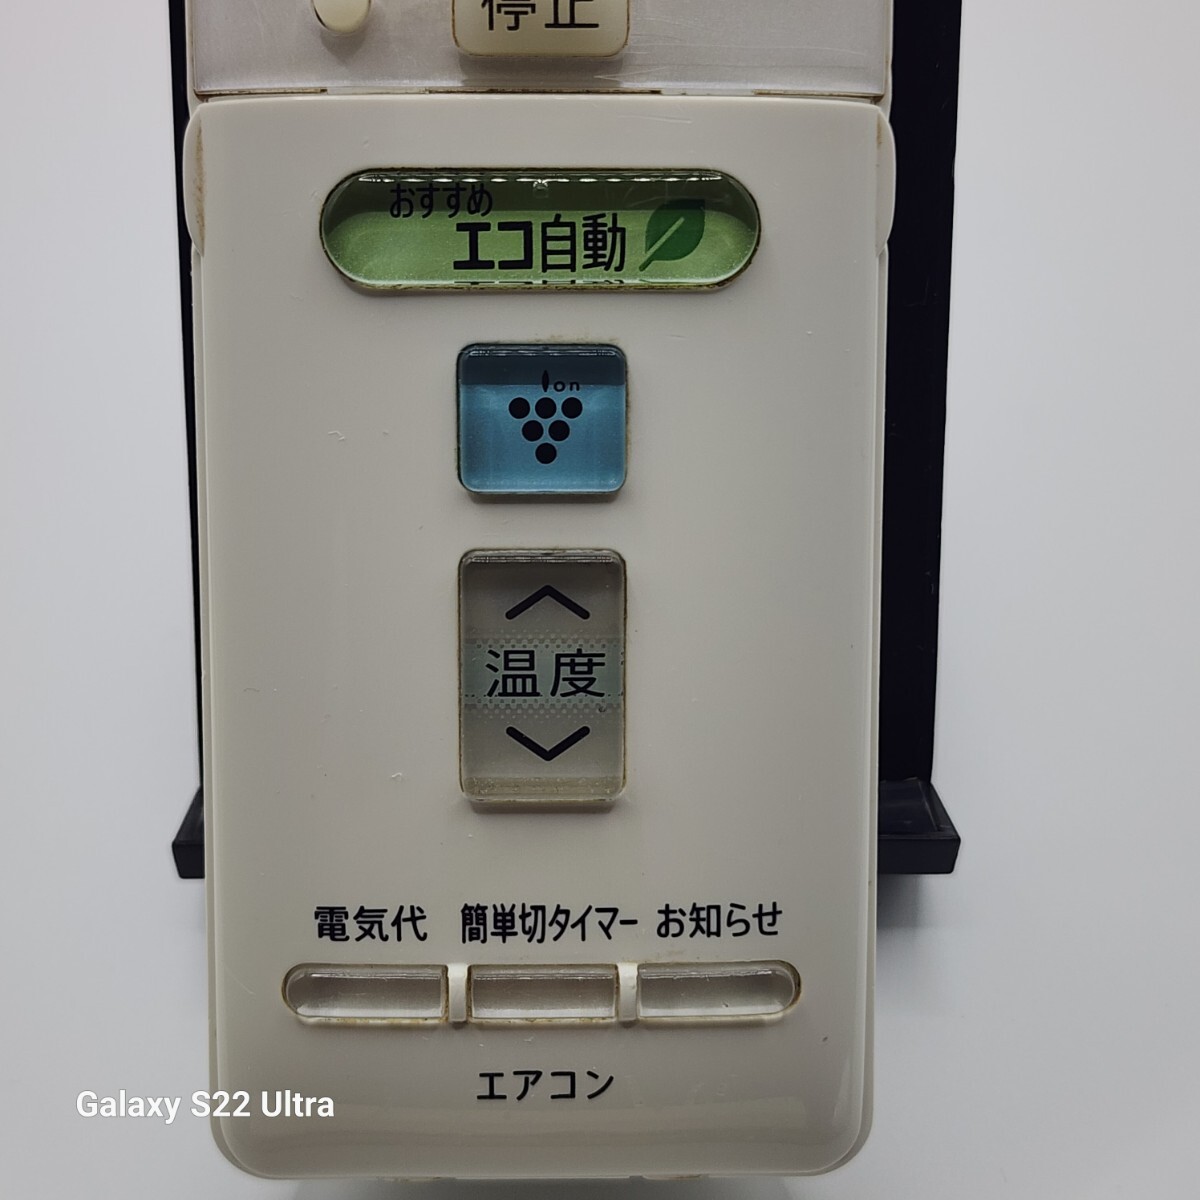 停止
おすすめ
エコ自動
Ion
温度
電気代 簡単切タイマー お知らせ
エアコン
Galaxy S22 Ultra